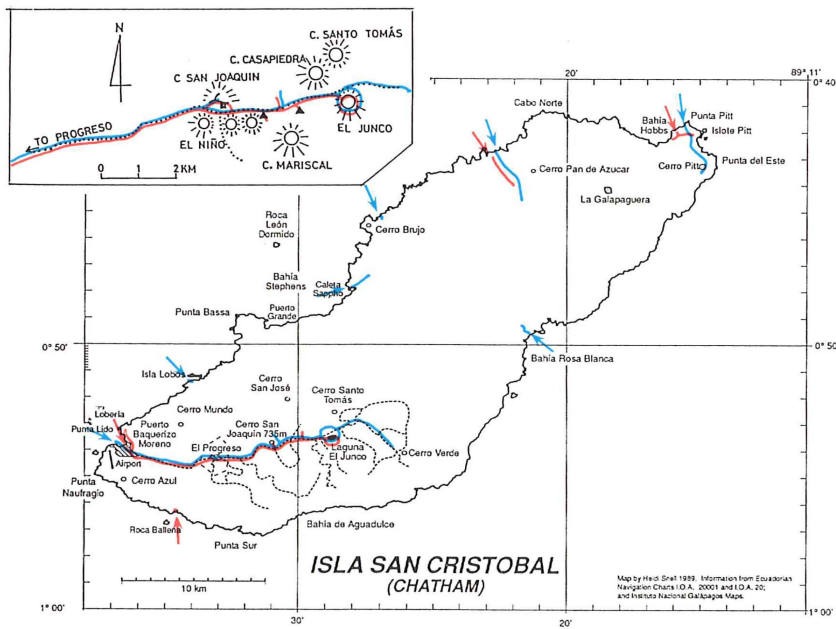 N
C. SANTO TOMÁS
C. CASAPIEDRA
C SAN JOAQUIN
TO PROGRESO
EL NIÑO
EL JUNCO
C. MARISCAL
0 1 2 KM
20'
89° 11'
0° 40'
Cabo Norte
Punta Pitt
Bahía
Hobbs
Islote Pitt
Cerro Pitt
Punta del Este
Cerro Pan de Azucar
La Galapaguera
Roca
León
Dormido
Cerro Brujo
Bahía
Stephens
Caleta
Sappho
Puerto
Grande
Punta Bassa
0° 50'
0° 50'
Bahía Rosa Blanca
Isla Lobos
Cerro
San José
Cerro Santo
Tomás
Cerro Mundo
Lobería
Punta Lido
Puerto
Baquerizo
Moreno
Cerro San
Joaquín 735m
El Progreso
Laguna
El Junco
Cerro Verde
Airport
Punta
Naufragio
Cerro Azul
Roca Ballena
Bahía de Aguadulce
Punta Sur
ISLA SAN CRISTOBAL
(CHATHAM)
10 km
Map by Heidi Snell 1989. Information from Ecuadorian
Navigation Charts I.O.A. 20001 and I.O.A. 20;
and Instituto Nacional Galápagos Maps.
1° 00'
1° 00'
30'
20'